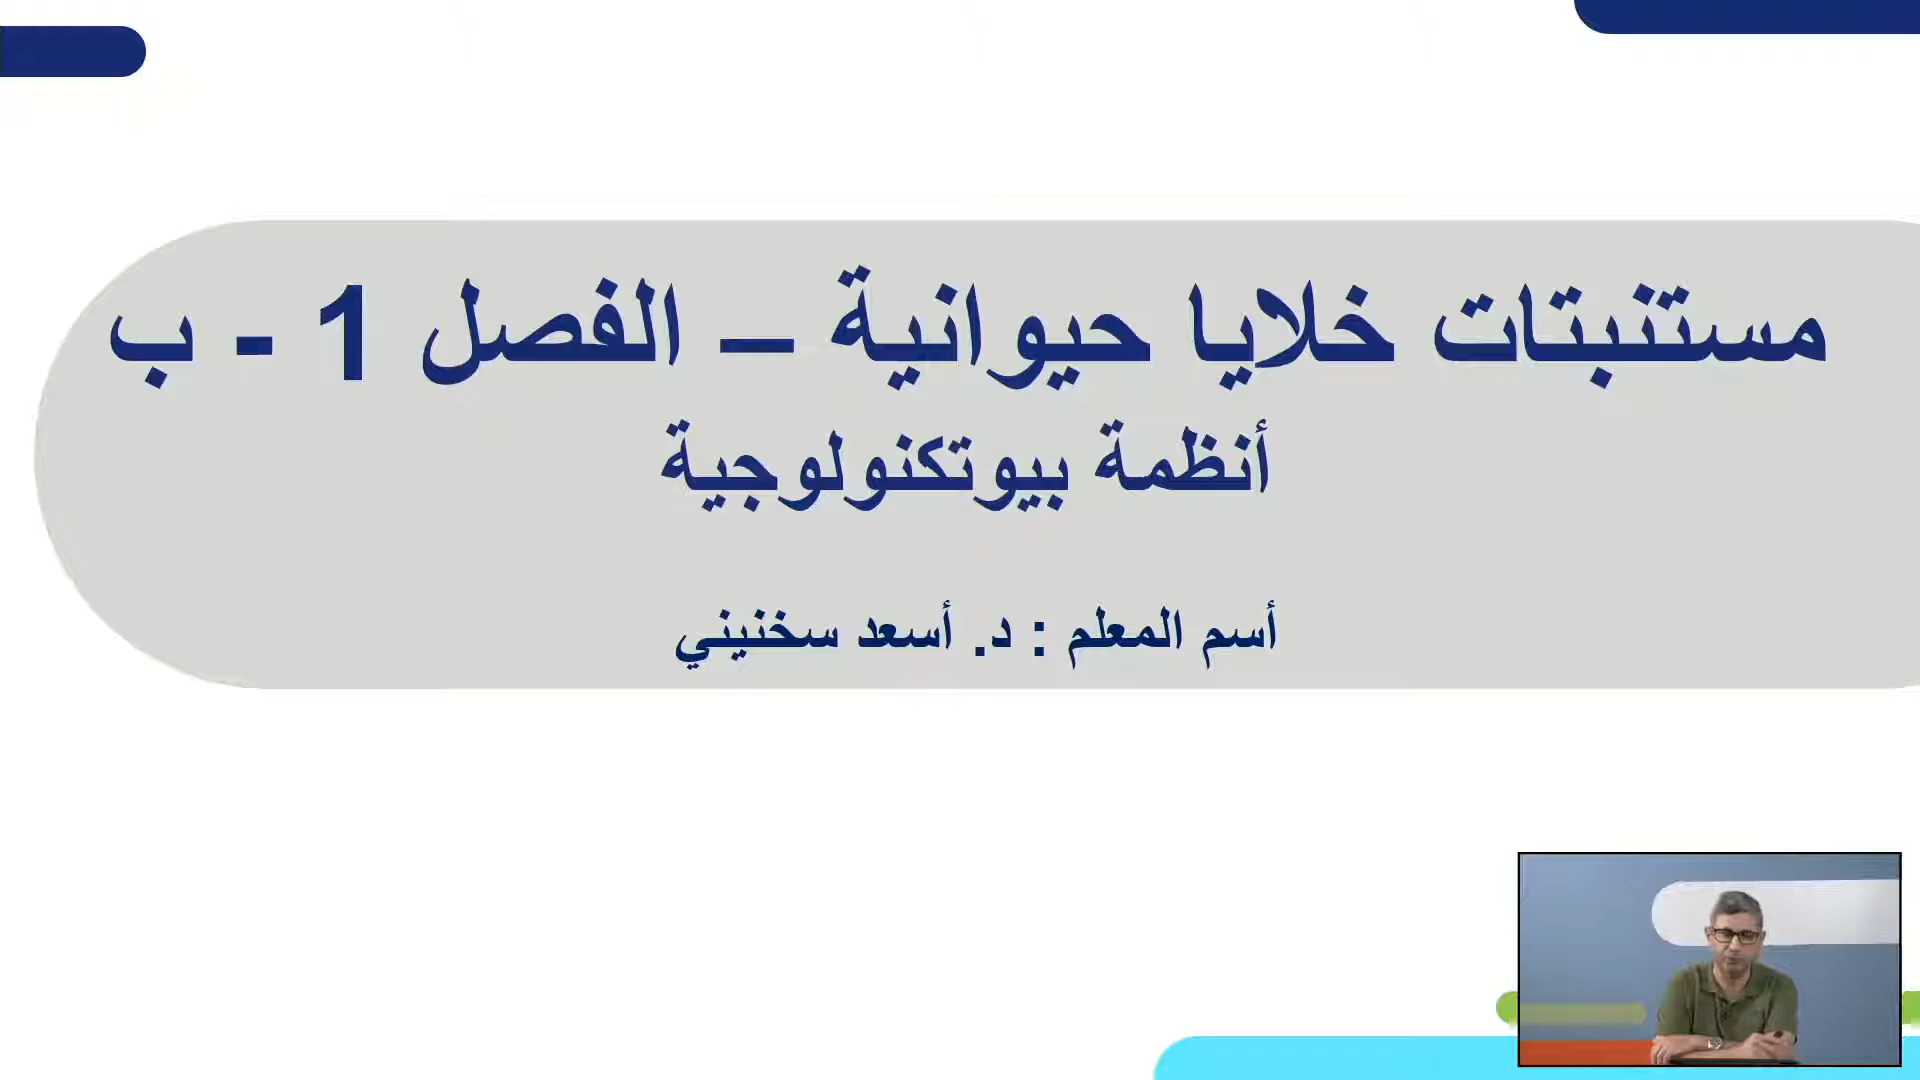 مستنبتات خلايا حيوانية – الفصل 1 - ب
أنظمة بيوتكنولوجية
أسم المعلم : د. أسعد سخنيني